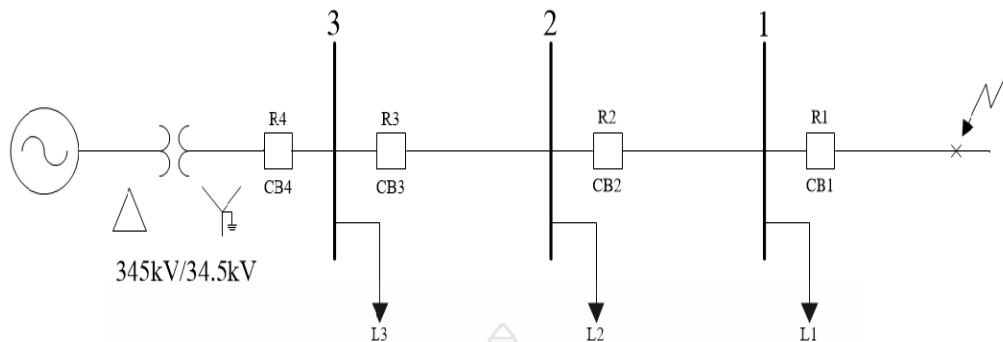 3
2
1
R4
R3
R2
R1
CB4
CB3
CB2
CB1
345kV/34.5kV
L3
L2
L1